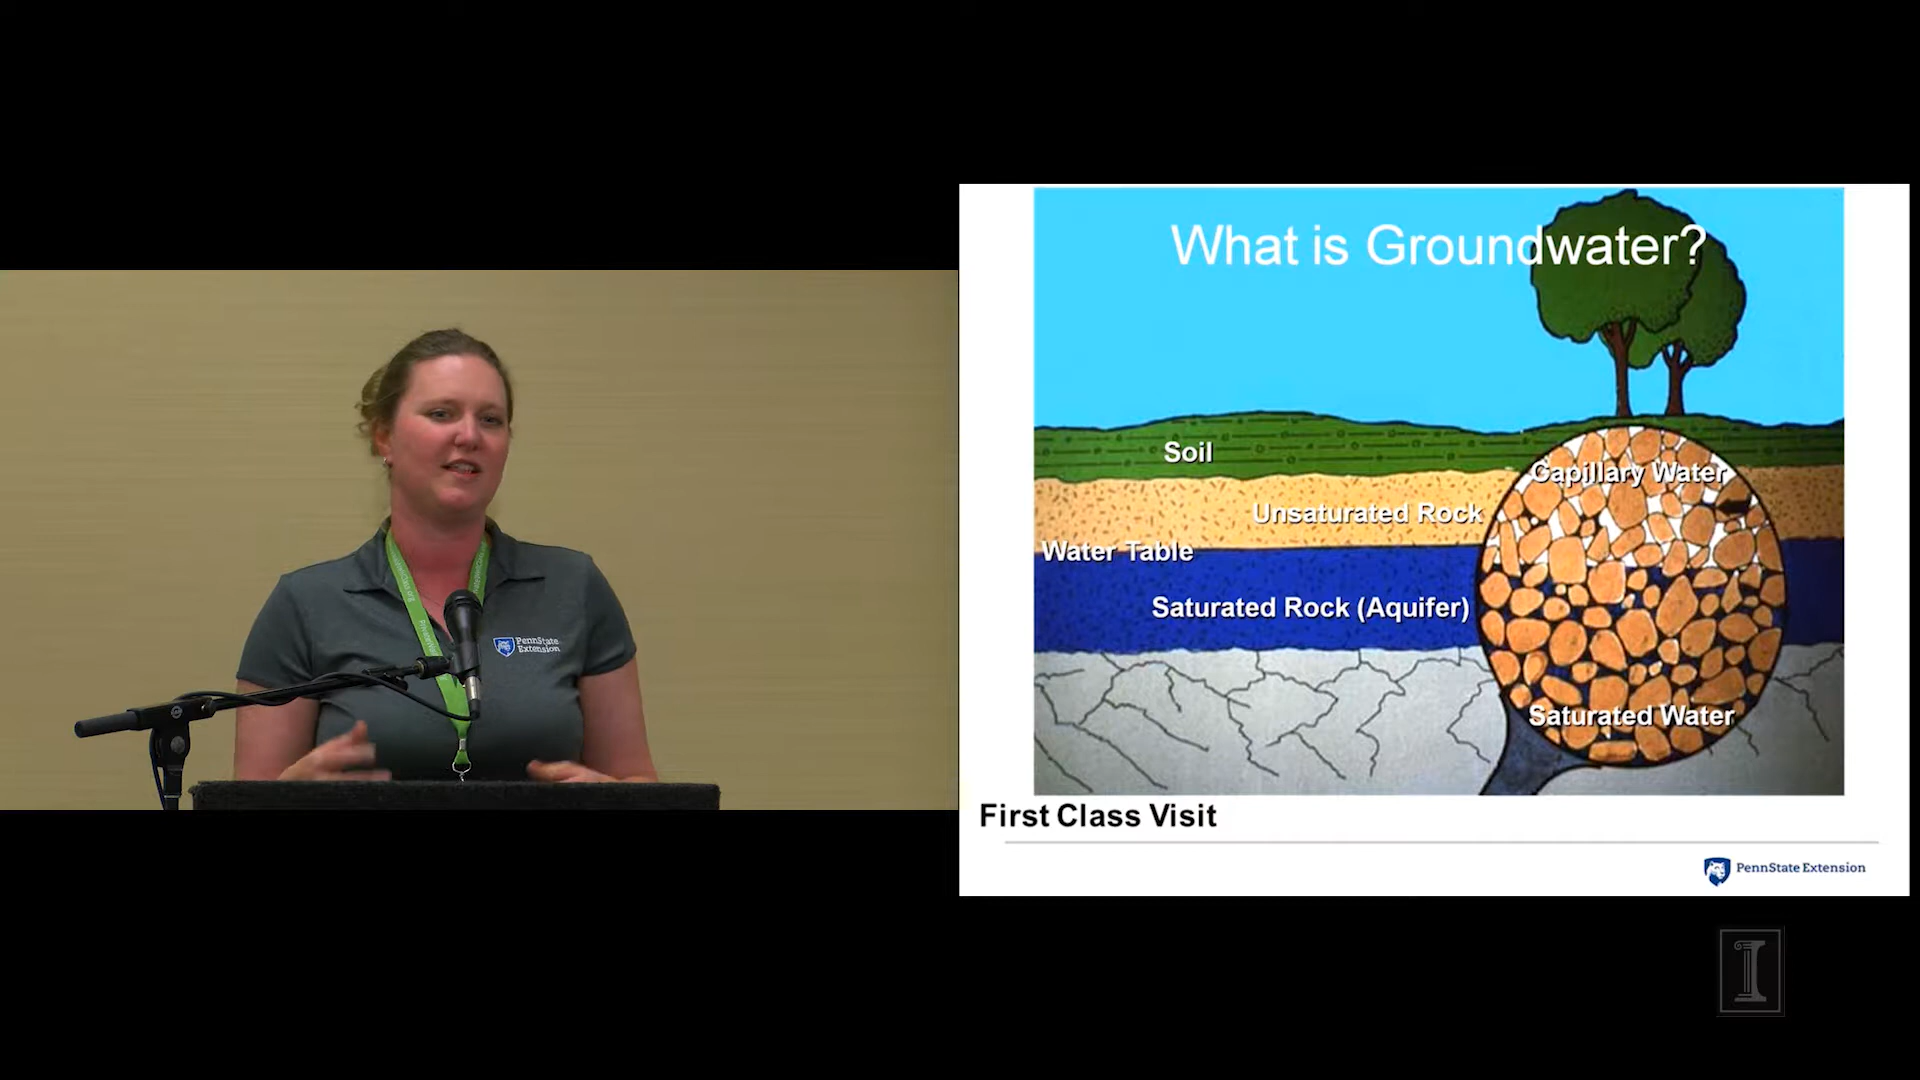 What is Groundwater?
Soil
Capillary Water
Unsaturated Rock
Water Table
Saturated Rock (Aquifer)
Saturated Water
First Class Visit
PennState Extension
PennState
Extension